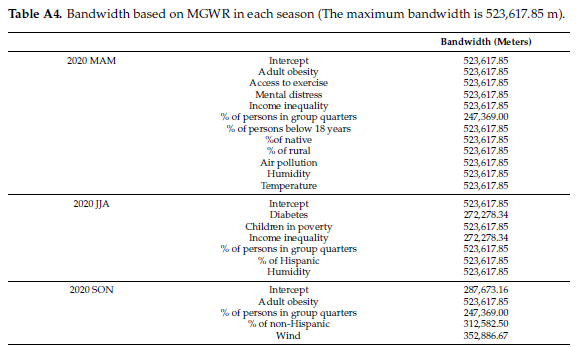 Table A4. Bandwidth based on MGWR in each season (The maximum bandwidth is 523,617.85 m).
Bandwidth (Meters)
2020 MAM Intercept 523,617.85
Adult obesity 523,617.85
Access to exercise 523,617.85
Mental distress 523,617.85
Income inequality 523,617.85
% of persons in group quarters 247,369.00
% of persons below 18 years 523,617.85
%of native 523,617.85
% of rural 523,617.85
Air pollution 523,617.85
Humidity 523,617.85
Temperature 523,617.85
2020 JJA Intercept 523,617.85
Diabetes 272,278.34
Children in poverty 523,617.85
Income inequality 272,278.34
% of persons in group quarters 523,617.85
% of Hispanic 523,617.85
Humidity 523,617.85
2020 SON Intercept 287,673.16
Adult obesity 523,617.85
% of persons in group quarters 247,369.00
% of non-Hispanic 312,582.50
Wind 352,886.67